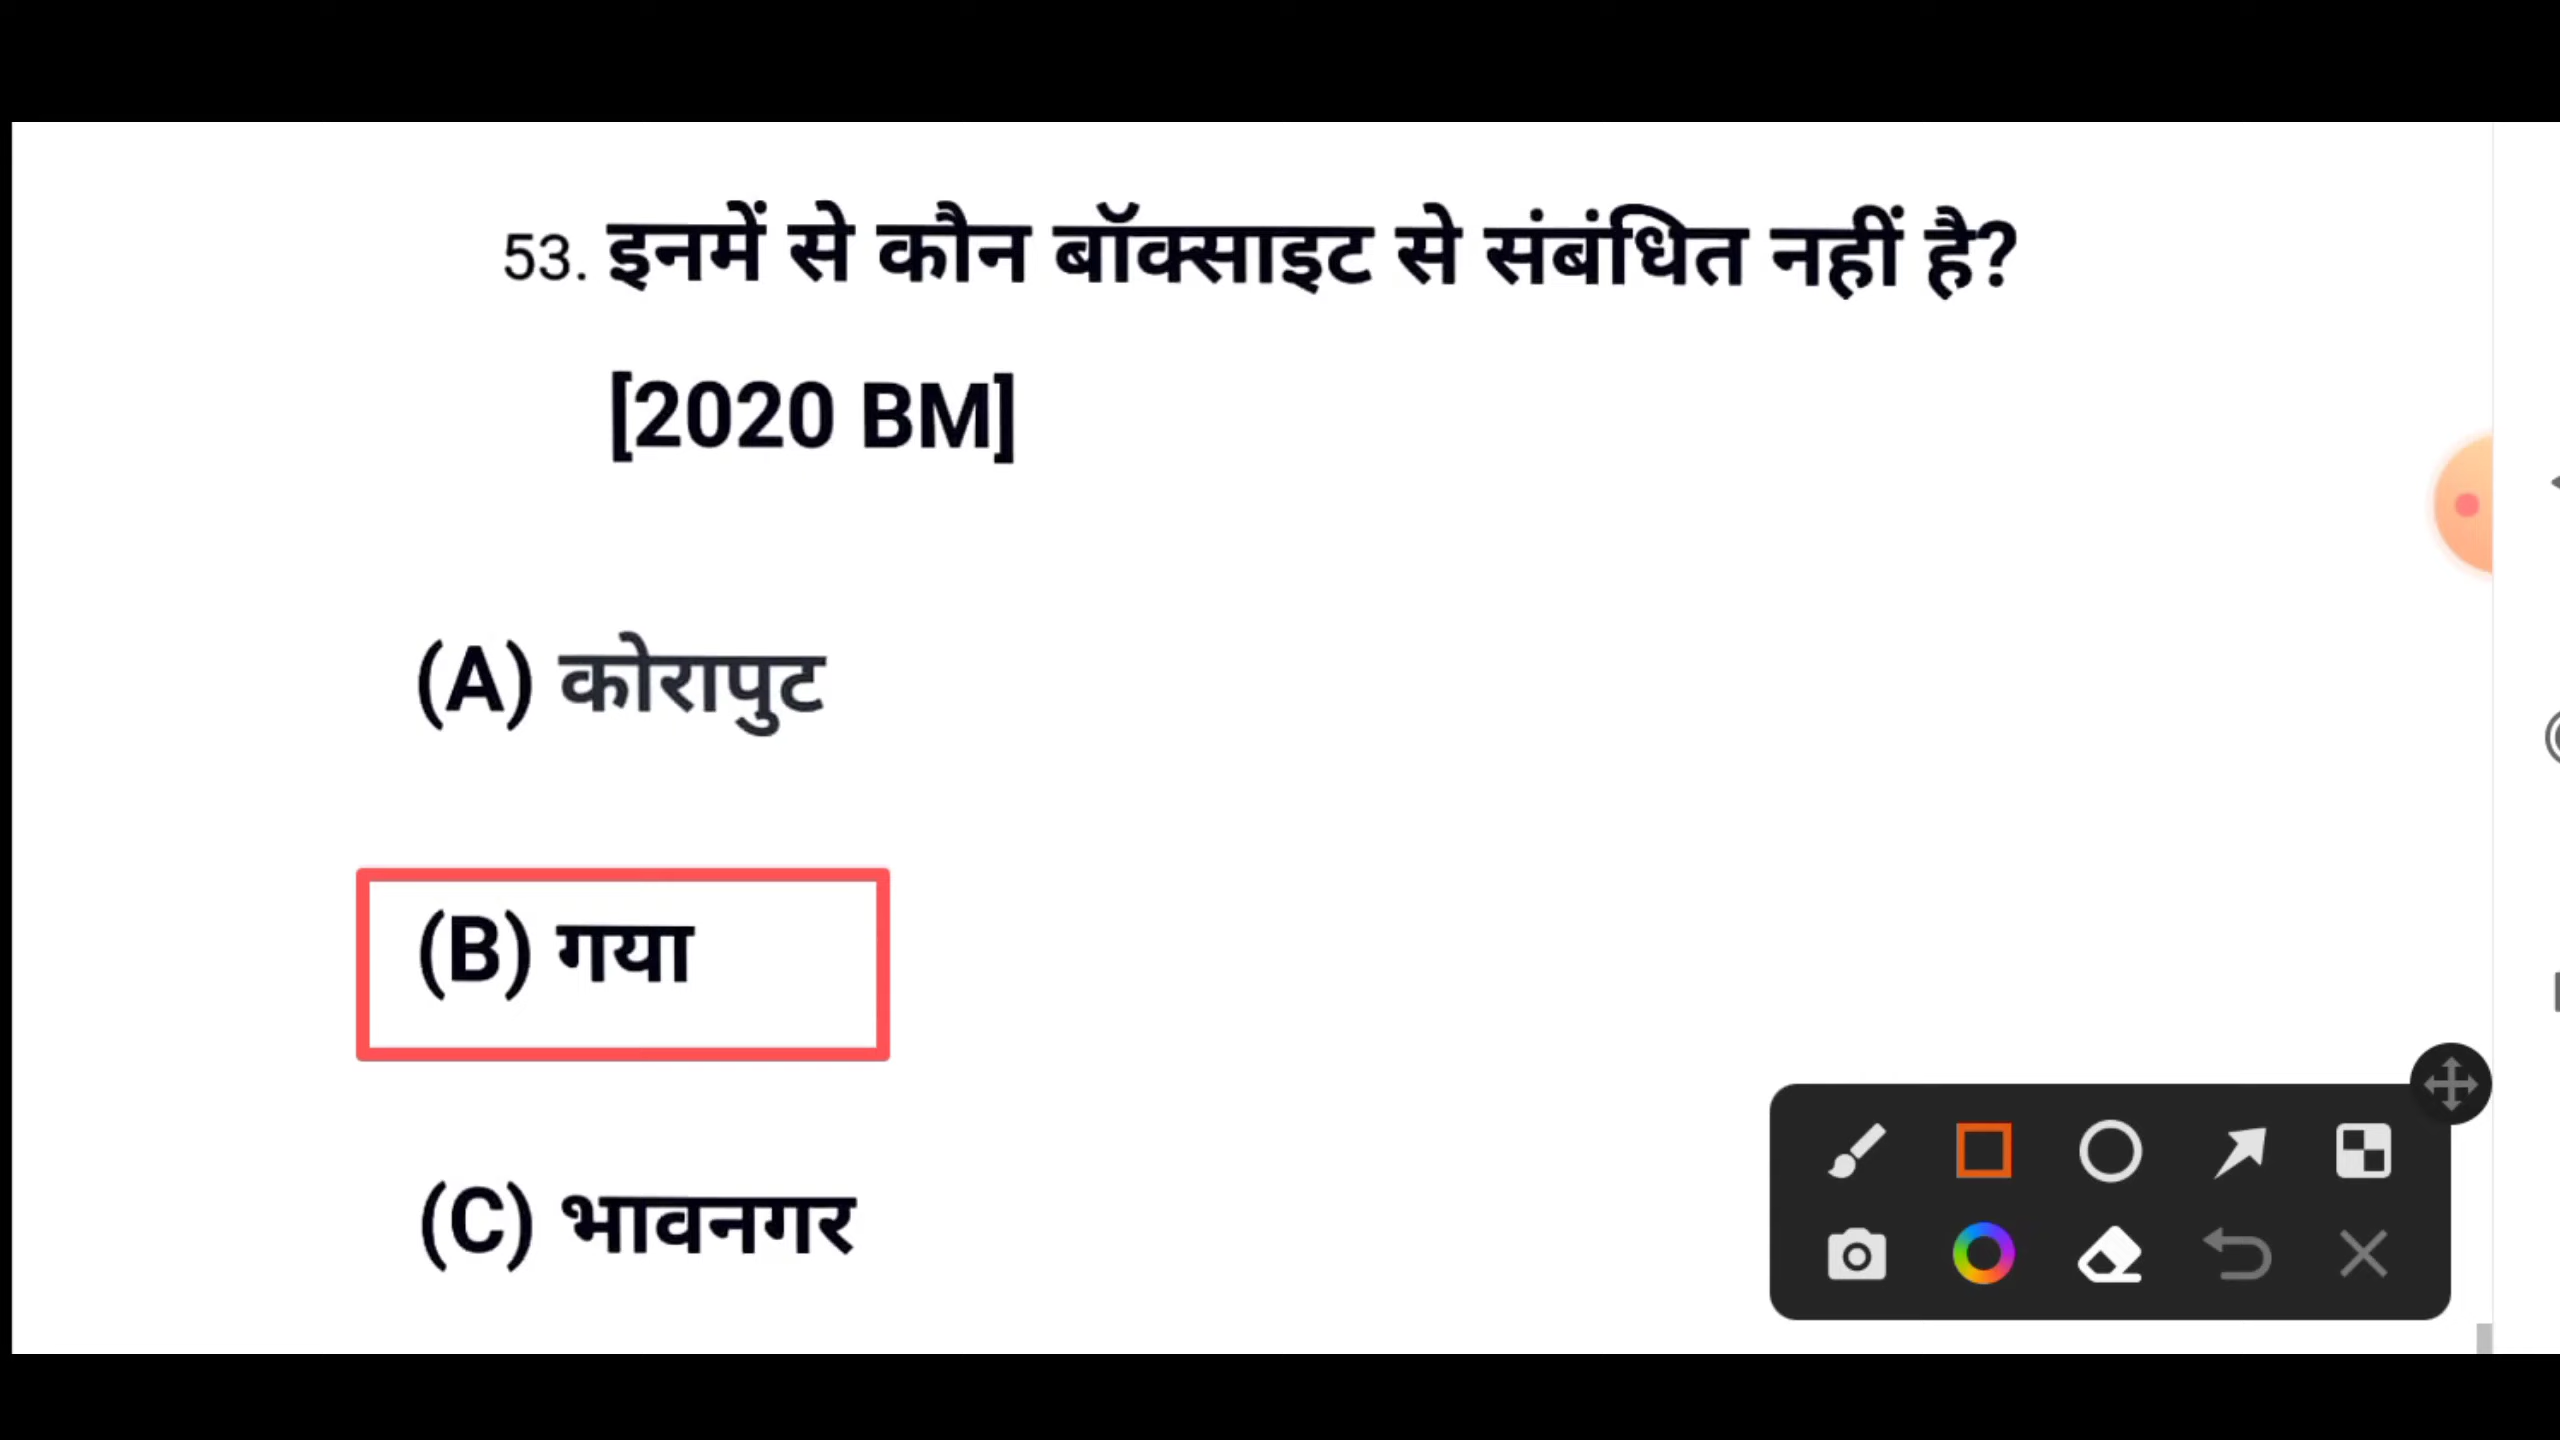 53. इनमें से कौन बॉक्साइट से संबंधित नहीं है?
[2020 BM]
(A) कोरापुट
(B) गया
(C) भावनगर